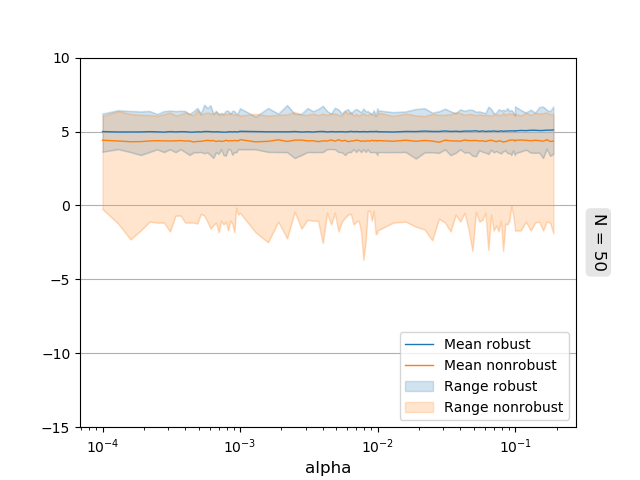 10
5
0
−5
−10
−15
10⁻⁴
10⁻³
10⁻²
10⁻¹
alpha
N = 50
Mean robust
Mean nonrobust
Range robust
Range nonrobust